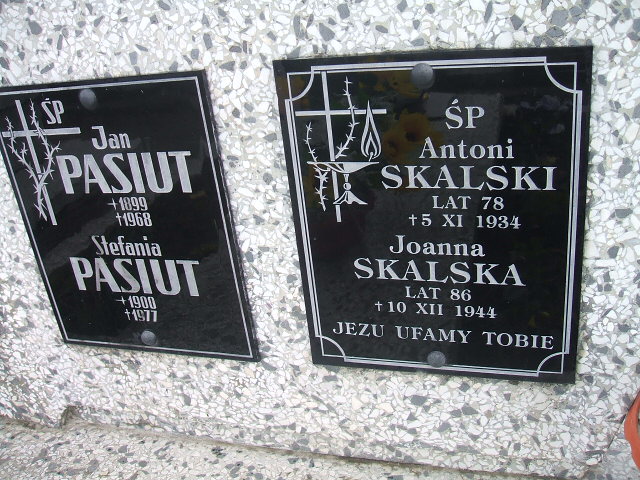 ŚP
Jan
PASIUT
+1899
+1968
Stefania
PASIUT
+1900
+1977
ŚP
Antoni
SKALSKI
LAT 78
+5 XI 1934
Joanna
SKALSKA
LAT 86
+10 XII 1944
JEZU UFAMY TOBIE